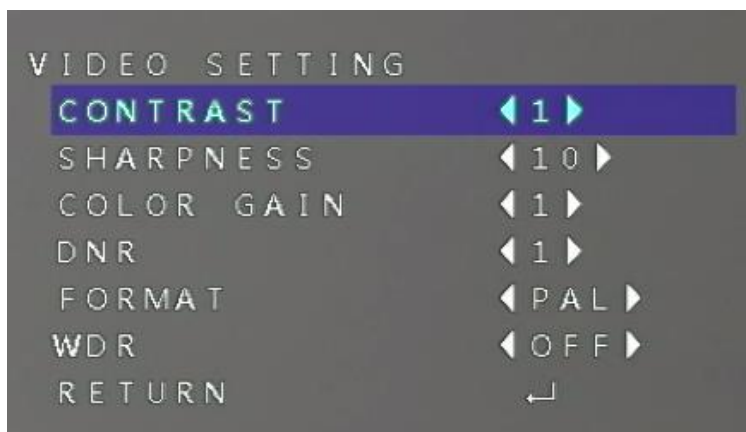 VIDEO SETTING
CONTRAST 1
SHARPNESS 10
COLOR GAIN 1
DNR 1
FORMAT PAL
WDR OFF
RETURN